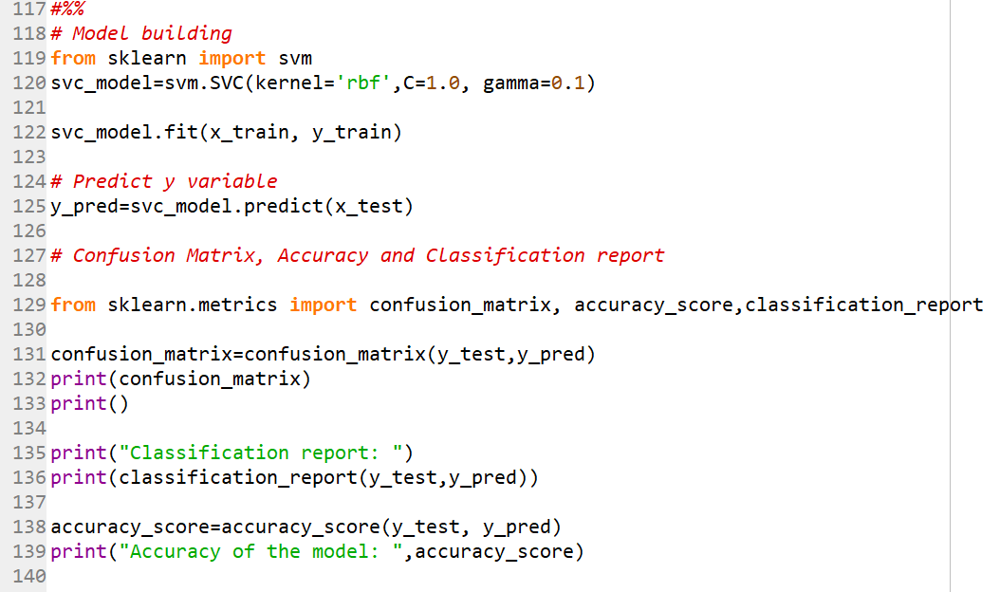 117 #%%
118 # Model building
119 from sklearn import svm
120 svc_model=svm.SVC(kernel='rbf',C=1.0, gamma=0.1)
121
122 svc_model.fit(x_train, y_train)
123
124 # Predict y variable
125 y_pred=svc_model.predict(x_test)
126
127 # Confusion Matrix, Accuracy and Classification report
128
129 from sklearn.metrics import confusion_matrix, accuracy_score,classification_report
130
131 confusion_matrix=confusion_matrix(y_test,y_pred)
132 print(confusion_matrix)
133 print()
134
135 print("Classification report: ")
136 print(classification_report(y_test,y_pred))
137
138 accuracy_score=accuracy_score(y_test, y_pred)
139 print("Accuracy of the model: ",accuracy_score)
140